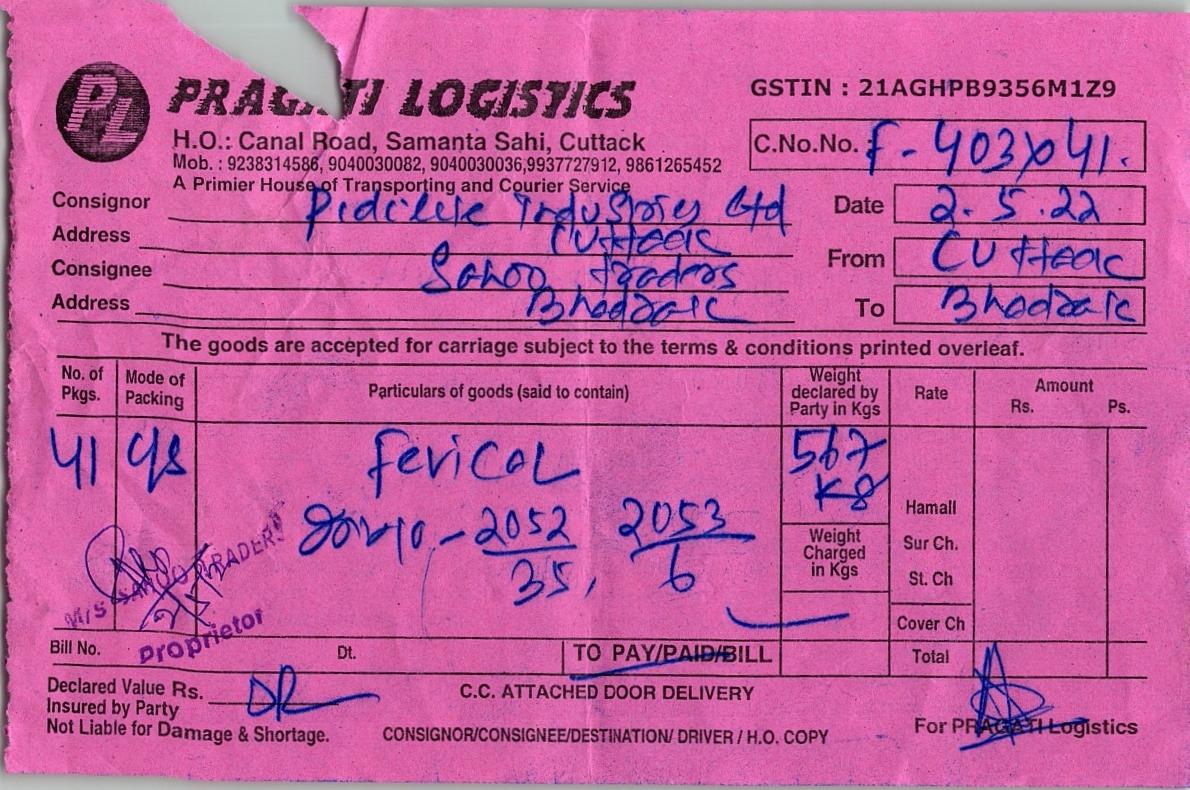 PL PRAGATI LOGISTICS
GSTIN : 21AGHPB9356M1Z9
H.O.: Canal Road, Samanta Sahi, Cuttack
Mob. : 9238314586, 9040030082, 9040030036,9937727912, 9861265452
A Primier House of Transporting and Courier Service
C.No.No. : F-403
Consignor Pidilite Industries Ltd
Date 2.5.22
Address Cuttack
From Cuttack
Consignee Sahoo Traders
Address Bhadrak
To Bhadrak
The goods are accepted for carriage subject to the terms & conditions printed overleaf.
No. of Pkgs. Mode of Packing Particulars of goods (said to contain) Weight declared by Party in Kgs Rate Amount Rs. Ps.
41 Fevicol 567 Kg
2052 2053
35, 6
Weight Charged in Kgs
Hamall
Sur Ch.
St. Ch
Cover Ch
M/S SAHOO TRADERS
Proprietor
Bill No. Dt. TO PAY/PAID/BILL Total
Declared Value Rs. DR
Insured by Party
Not Liable for Damage & Shortage.
C.C. ATTACHED DOOR DELIVERY
CONSIGNOR/CONSIGNEE/DESTINATION/ DRIVER / H.O. COPY
For PRAGATI Logistics